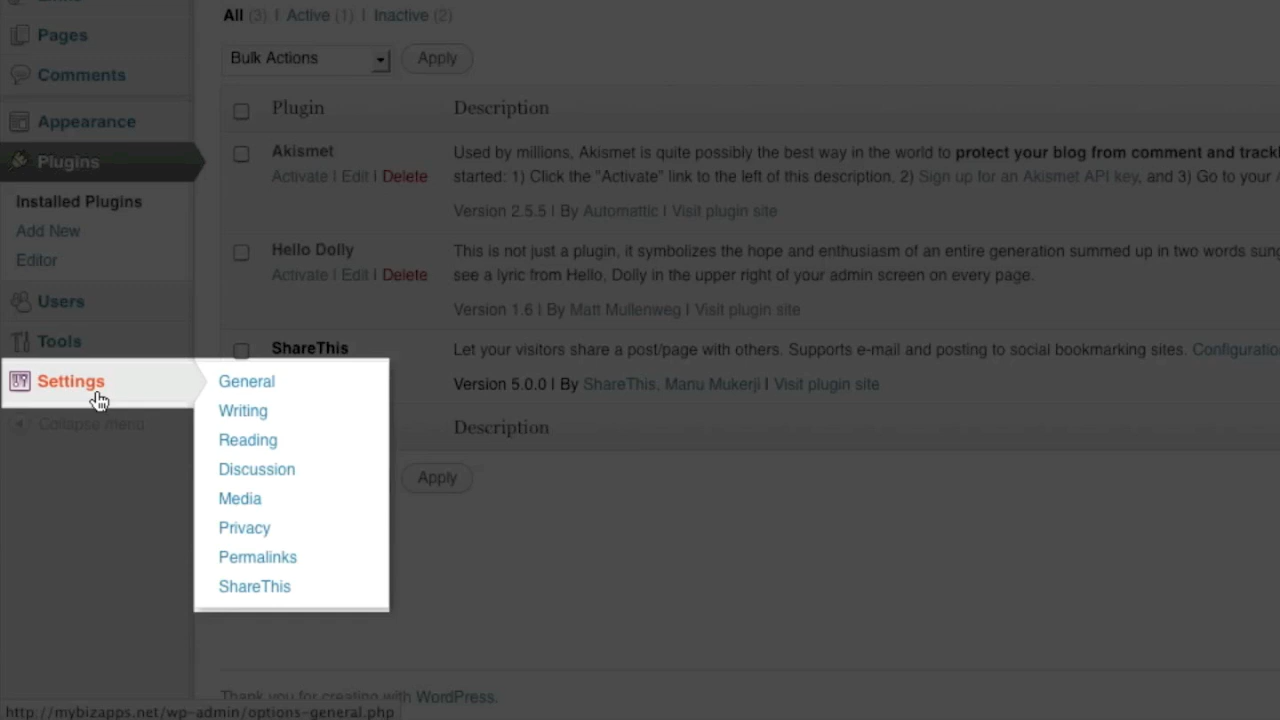 All (3) | Active (1) | Inactive (2)
Pages
Bulk Actions
Apply
Comments
Plugin
Description
Appearance
Plugins
Akismet
Used by millions, Akismet is quite possibly the best way in the world to protect your blog from comment and
Activate | Edit | Delete
started: 1) Click the "Activate" link to the left of this description, 2) Sign up for an Akismet API key, and 3) Go to your
Version 2.5.5 | By Automattic | Visit plugin site
Installed Plugins
Add New
Editor
Hello Dolly
This is not just a plugin, it symbolizes the hope and enthusiasm of an entire generation summed up in two words
Activate | Edit | Delete
see a lyric from Hello, Dolly in the upper right of your admin screen on every page.
Version 1.6 | By Matt Mullenweg | Visit plugin site
Users
Tools
ShareThis
Let your visitors share a post/page with others. Supports e-mail and posting to social bookmarking sites.
Version 5.0.0 | By ShareThis, Manu Mukerji | Visit plugin site
Settings
General
Writing
Reading
Discussion
Media
Privacy
Permalinks
ShareThis
Collapse menu
Description
Apply
Thank you for creating with WordPress.
http://mybizapps.net/wp-admin/options-general.php